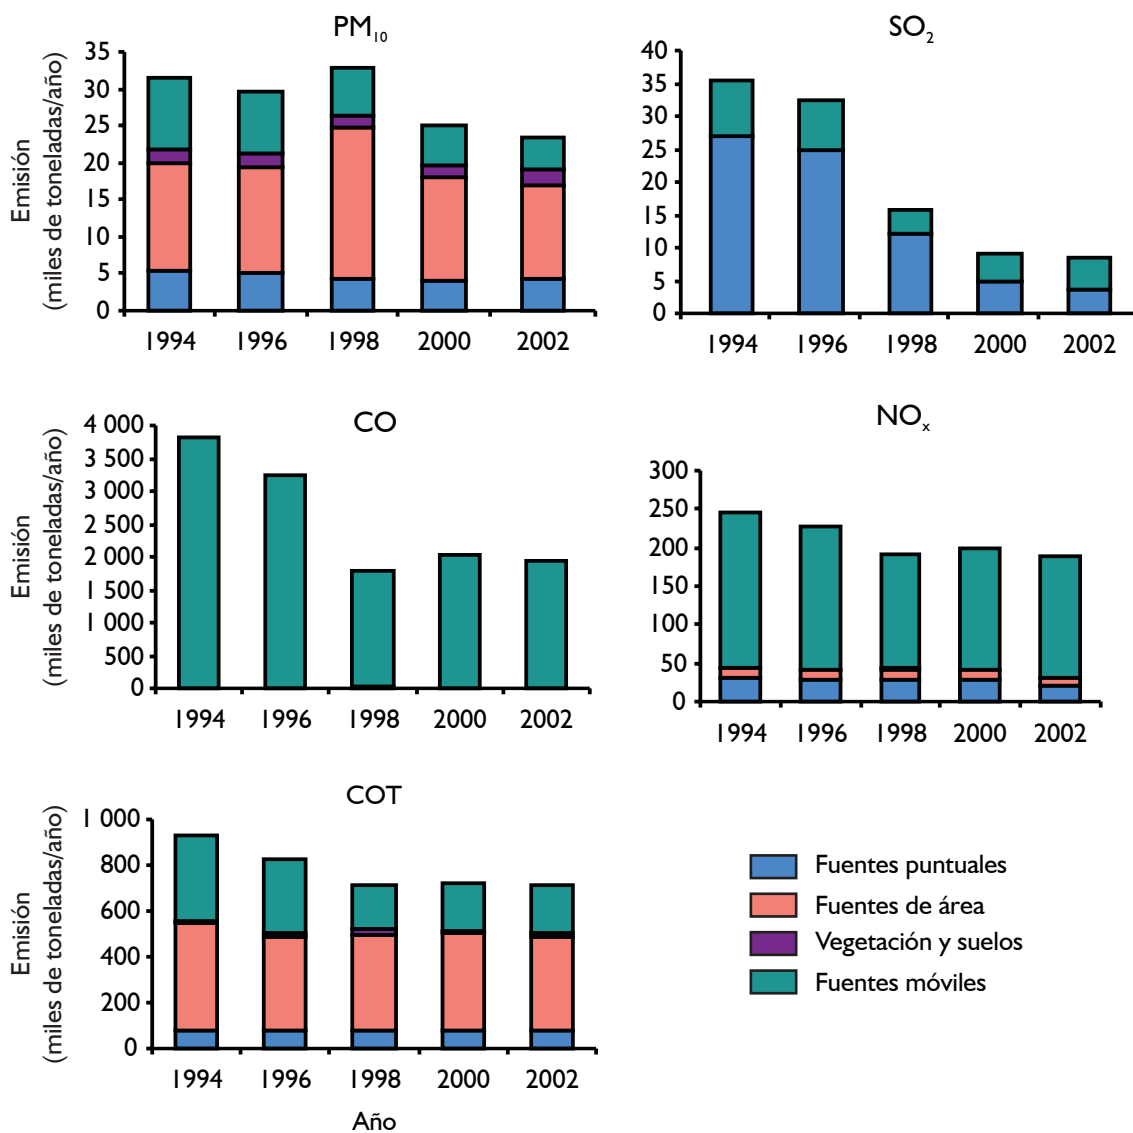 PM₁₀
Emisión
(miles de toneladas/año)
35
30
25
20
15
10
5
0
1994 1996 1998 2000 2002
SO₂
40
35
30
25
20
15
10
5
0
1994 1996 1998 2000 2002
CO
Emisión
(miles de toneladas/año)
4 000
3 500
3 000
2 500
2 000
1 500
1 000
500
0
1994 1996 1998 2000 2002
NOₓ
300
250
200
150
100
50
0
1994 1996 1998 2000 2002
COT
Emisión
(miles de toneladas/año)
1 000
800
600
400
200
0
1994 1996 1998 2000 2002
Año
Fuentes puntuales
Fuentes de área
Vegetación y suelos
Fuentes móviles